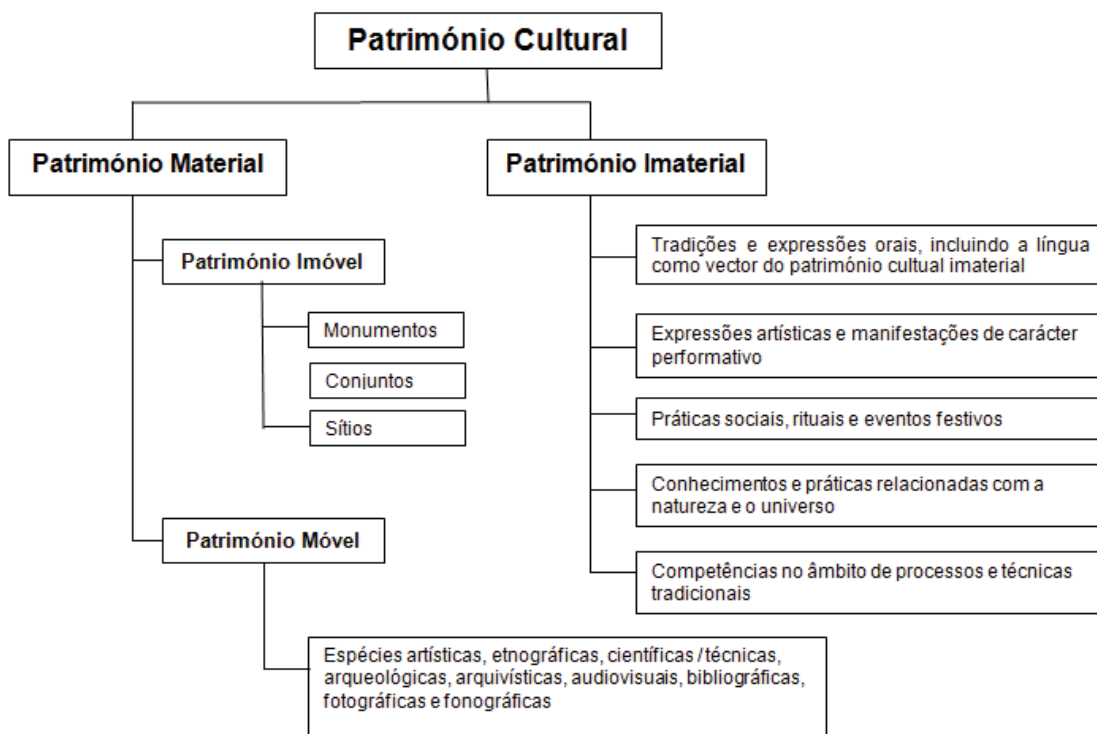 Património Cultural
Património Material
Património Imóvel
Monumentos
Conjuntos
Sítios
Património Móvel
Espécies artísticas, etnográficas, científicas / técnicas,
arqueológicas, arquivísticas, audiovisuais, bibliográficas,
fotográficas e fonográficas
Património Imaterial
Tradições e expressões orais, incluindo a língua
como vector do património cultual imaterial
Expressões artísticas e manifestações de carácter
performativo
Práticas sociais, rituais e eventos festivos
Conhecimentos e práticas relacionadas com a
natureza e o universo
Competências no âmbito de processos e técnicas
tradicionais